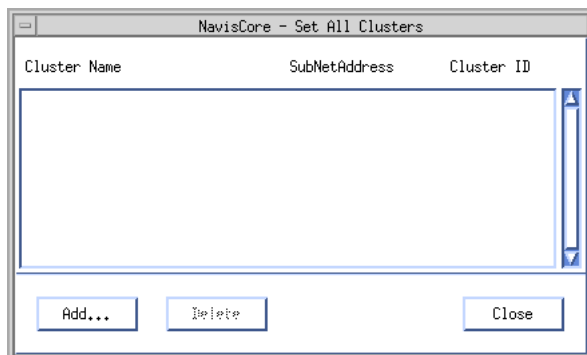 NavisCore - Set All Clusters
Cluster Name SubNetAddress Cluster ID
Add... Delete Close